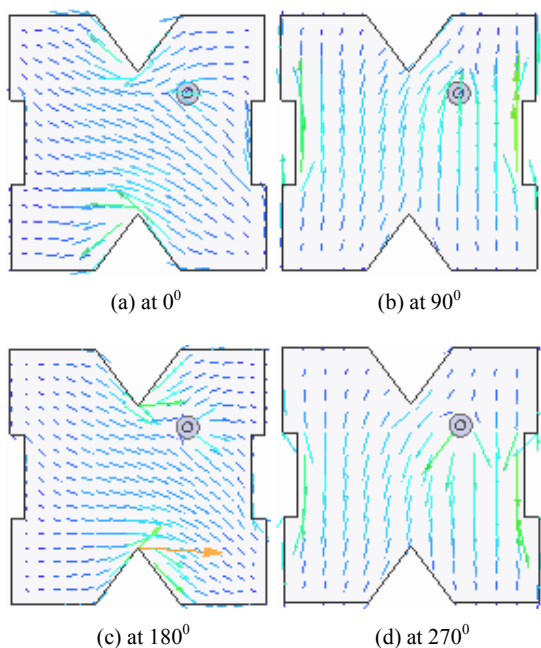 (a) at 0⁰
(b) at 90⁰
(c) at 180⁰
(d) at 270⁰